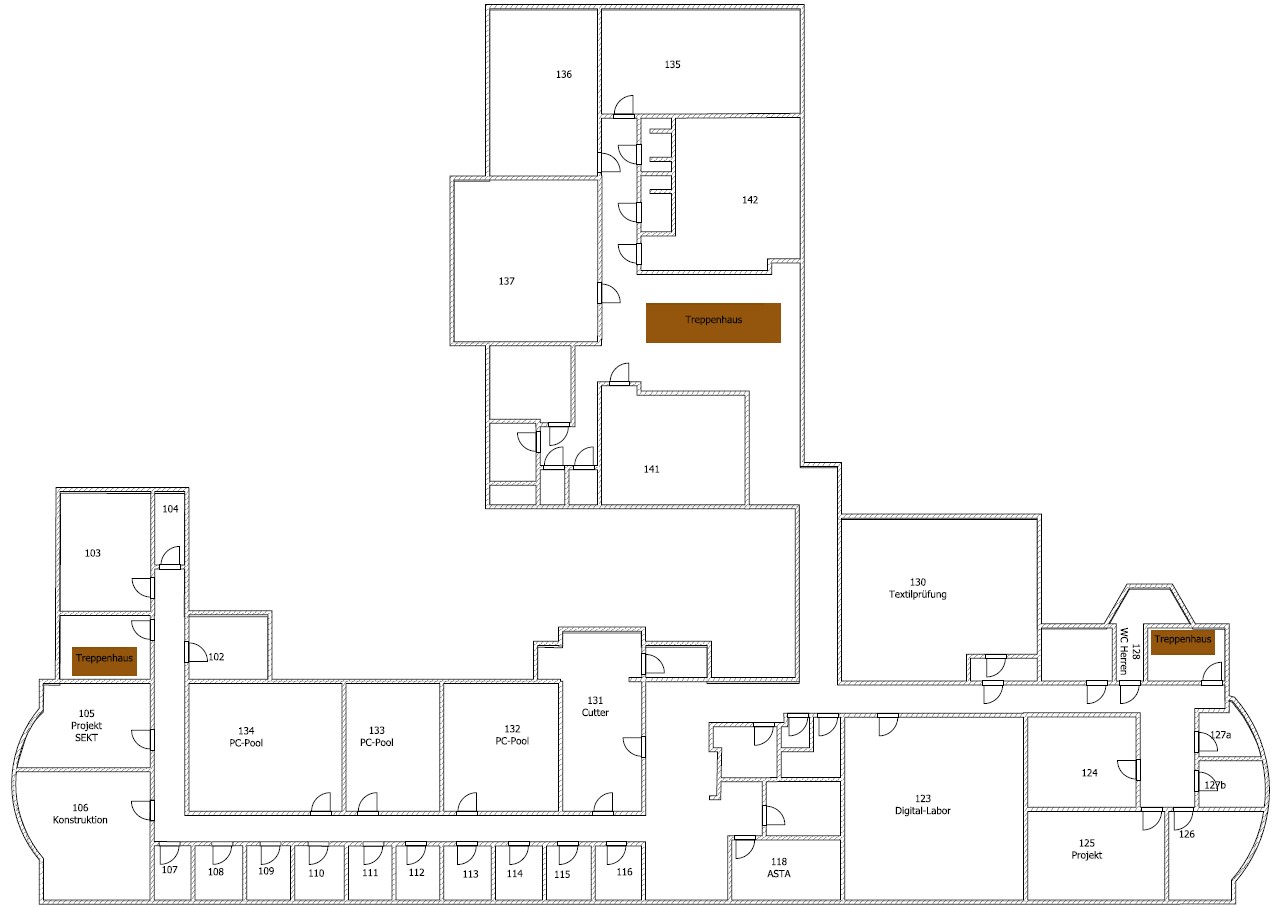 136
135
142
137
Treppenhaus
141
104
103
130
Textilprüfung
128
WC Herren
Treppenhaus
Treppenhaus
102
105
Projekt
SEKT
134
PC-Pool
133
PC-Pool
132
PC-Pool
131
Cutter
127a
124
127b
106
Konstruktion
123
Digital-Labor
126
125
Projekt
107
108
109
110
111
112
113
114
115
116
118
ASTA